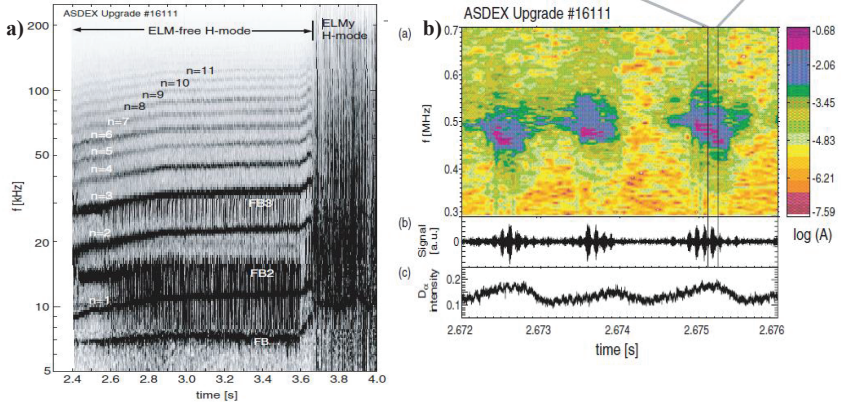 a)
ASDEX Upgrade #16111
ELM-free H-mode
ELMy
H-mode
200
100
50
20
10
5
f [kHz]
n=11
n=10
n=9
n=8
n=7
n=6
n=5
n=4
n=3
FB3
n=2
FB2
n=1
FB
2.4 2.6 2.8 3.0 3.2 3.4 3.6 3.8 4.0
time [s]
b)
ASDEX Upgrade #16111
(a)
0.7
0.6
0.5
0.4
0.3
f [MHz]
-0.68
-2.06
-3.45
-4.83
-6.21
-7.59
log (A)
(b)
Signal
[a.u.]
0
(c)
Dα
intensity
0.2
0.1
2.672 2.673 2.674 2.675 2.676
time [s]